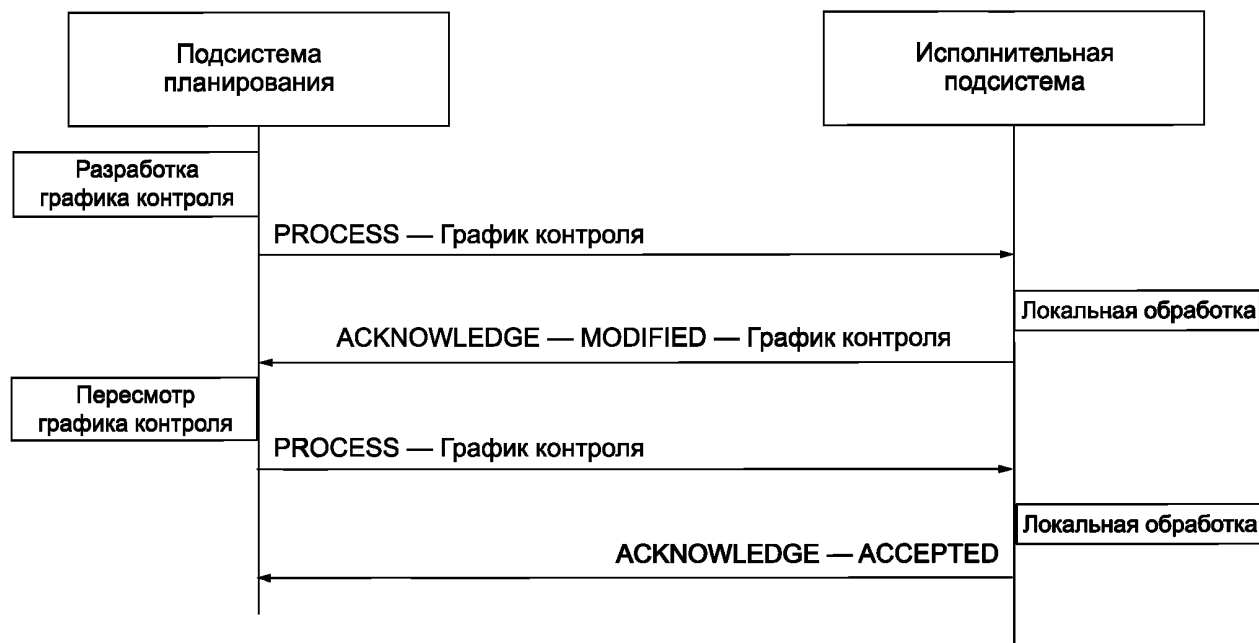 Подсистема
планирования
Исполнительная
подсистема
Разработка
графика контроля
PROCESS — График контроля
Локальная обработка
ACKNOWLEDGE — MODIFIED — График контроля
Пересмотр
графика контроля
PROCESS — График контроля
Локальная обработка
ACKNOWLEDGE — ACCEPTED